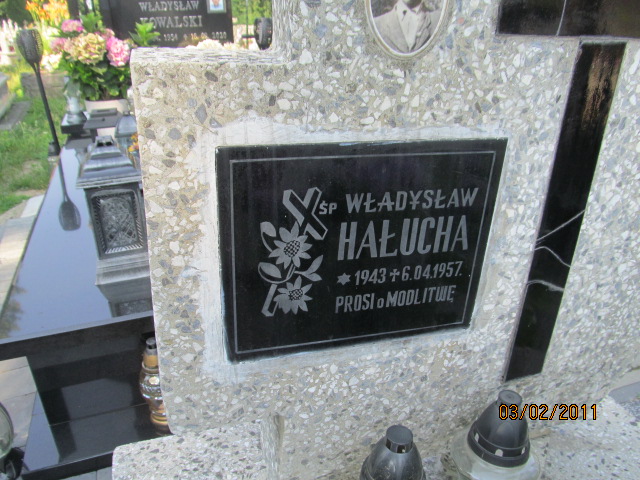 WŁADYSŁAW
KOWALSKI
ŚP WŁADYSŁAW
HAŁUCHA
1943 ✝ 6.04.1957.
PROSI o MODLITWĘ
03/02/2011